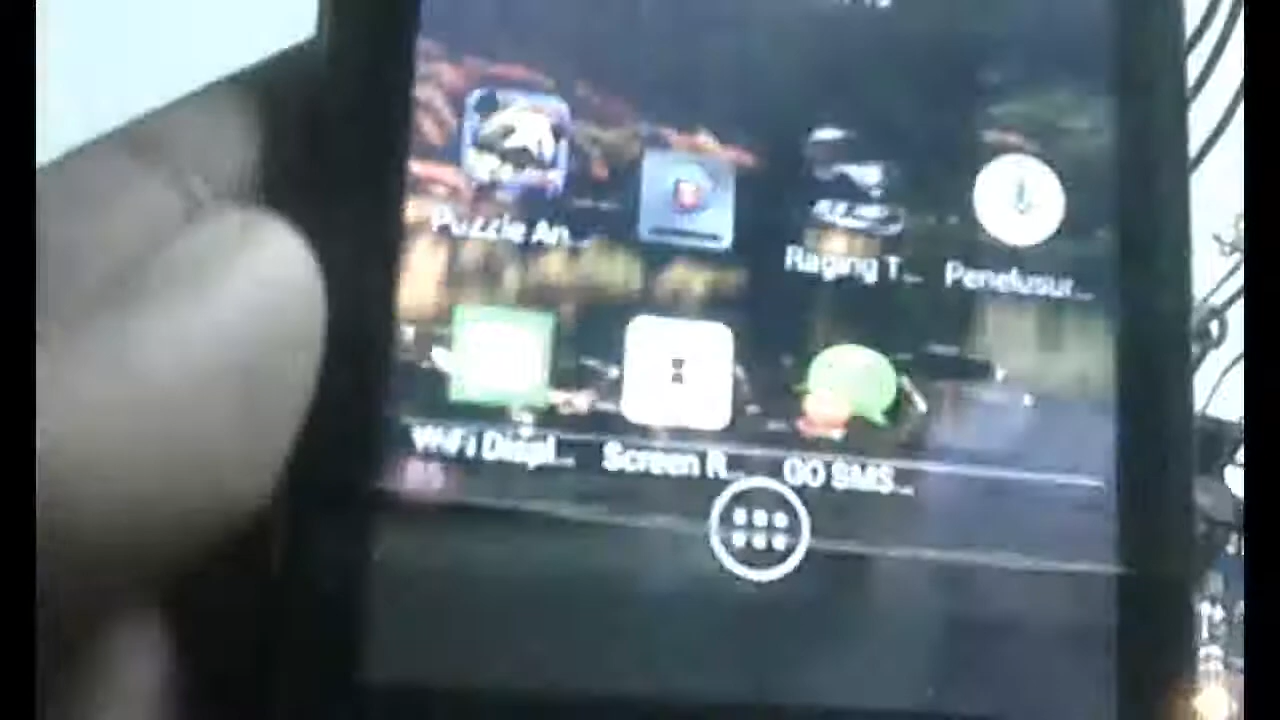 Puzzle An...
Raging T...
Penelusur...
WiFi Displ...
Screen R...
GO SMS...